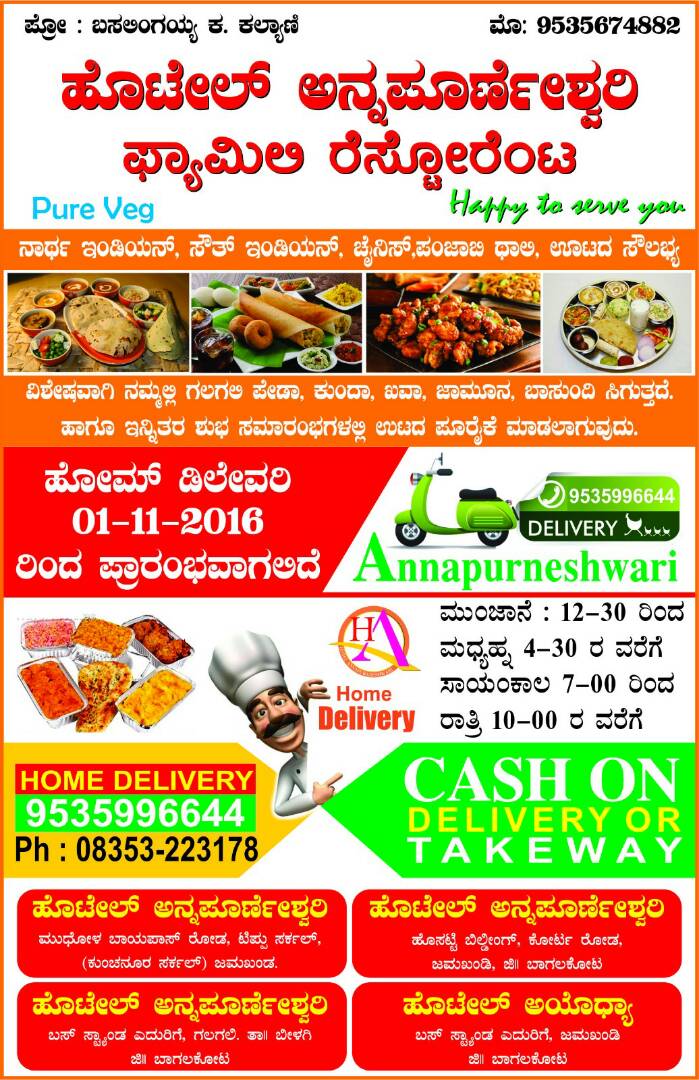 ಪ್ರೋ : ಬಸಲಿಂಗಯ್ಯ ಕ. ಕಲ್ಯಾಣಿ
ಮೊ: 9535674882
ಹೊಟೇಲ್ ಅನ್ನಪೂರ್ಣೇಶ್ವರಿ
ಫ್ಯಾಮಿಲಿ ರೆಸ್ಟೋರೆಂಟ
Pure Veg
Happy to serve you
ನಾರ್ಥ ಇಂಡಿಯನ್, ಸೌತ್ ಇಂಡಿಯನ್, ಚೈನಿಸ್,ಪಂಜಾಬಿ ಥಾಲಿ, ಊಟದ ಸೌಲಭ್ಯ
ವಿಶೇಷವಾಗಿ ನಮ್ಮಲ್ಲಿ ಗಲಗಲಿ ಪೇಡಾ, ಕುಂದಾ, ಖವಾ, ಜಾಮೂನ, ಬಾಸುಂದಿ ಸಿಗುತ್ತದೆ.
ಹಾಗೂ ಇನ್ನಿತರ ಶುಭ ಸಮಾರಂಭಗಳಲ್ಲಿ ಉಟದ ಪೂರೈಕೆ ಮಾಡಲಾಗುವುದು.
ಹೋಮ್ ಡಿಲೇವರಿ
01-11-2016
ರಿಂದ ಪ್ರಾರಂಭವಾಗಲಿದೆ
9535996644
DELIVERY
Annapurneshwari
HA
Home
Delivery
ಮುಂಜಾನೆ : 12-30 ರಿಂದ
ಮಧ್ಯಹ್ನ 4-30 ರ ವರೆಗೆ
ಸಾಯಂಕಾಲ 7-00 ರಿಂದ
ರಾತ್ರಿ 10-00 ರ ವರೆಗೆ
HOME DELIVERY
9535996644
Ph : 08353-223178
CASH ON
DELIVERY OR
TAKEWAY
ಹೊಟೇಲ್ ಅನ್ನಪೂರ್ಣೇಶ್ವರಿ
ಮುಧೋಳ ಬಾಯಪಾಸ್ ರೋಡ, ಟಿಪ್ಪು ಸರ್ಕಲ್,
(ಕುಂಚನೂರ ಸರ್ಕಲ್) ಜಮಖಂಡ.
ಹೊಟೇಲ್ ಅನ್ನಪೂರ್ಣೇಶ್ವರಿ
ಹೊಸಟ್ಟಿ ಬಿಲ್ಡೀಂಗ್, ಕೋರ್ಟ ರೋಡ,
ಜಮಖಂಡಿ, ಜಿ॥ ಬಾಗಲಕೋಟ
ಹೊಟೇಲ್ ಅನ್ನಪೂರ್ಣೇಶ್ವರಿ
ಬಸ್ ಸ್ಟ್ಯಾಂಡ ಎದುರಿಗೆ, ಗಲಗಲಿ. ತಾ॥ ಬೀಳಗಿ
ಜಿ॥ ಬಾಗಲಕೋಟ
ಹೊಟೇಲ್ ಅಯೋಧ್ಯಾ
ಬಸ್ ಸ್ಟ್ಯಾಂಡ ಎದುರಿಗೆ, ಜಮಖಂಡಿ
ಜಿ॥ ಬಾಗಲಕೋಟ